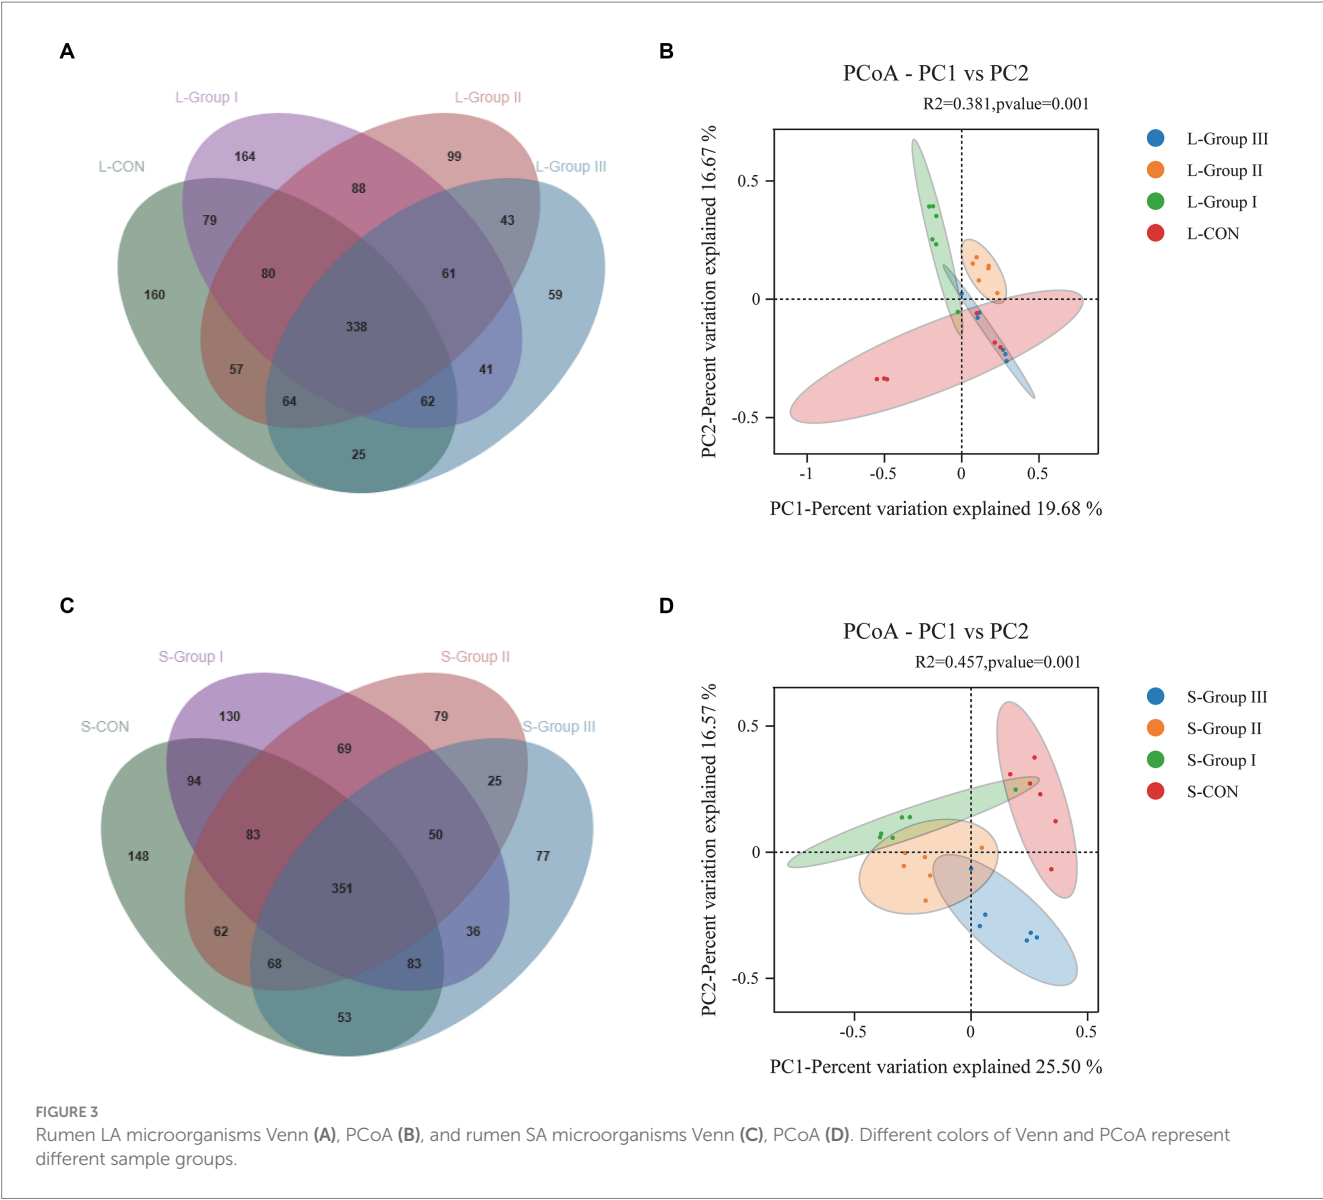 A
L-Group I
L-Group II
L-CON
L-Group III
164
99
88
79
43
80
61
160
59
338
57
41
64
62
25
B
PCoA - PC1 vs PC2
R2=0.381,pvalue=0.001
PC2-Percent variation explained 16.67 %
0.5
0
-0.5
-1
-0.5
0
0.5
PC1-Percent variation explained 19.68 %
L-Group III
L-Group II
L-Group I
L-CON
C
S-Group I
S-Group II
S-CON
S-Group III
130
79
69
94
25
83
50
148
77
351
62
36
68
83
53
D
PCoA - PC1 vs PC2
R2=0.457,pvalue=0.001
PC2-Percent variation explained 16.57 %
0.5
0
-0.5
-0.5
0
0.5
PC1-Percent variation explained 25.50 %
S-Group III
S-Group II
S-Group I
S-CON
FIGURE 3
Rumen LA microorganisms Venn (A), PCoA (B), and rumen SA microorganisms Venn (C), PCoA (D). Different colors of Venn and PCoA represent
different sample groups.